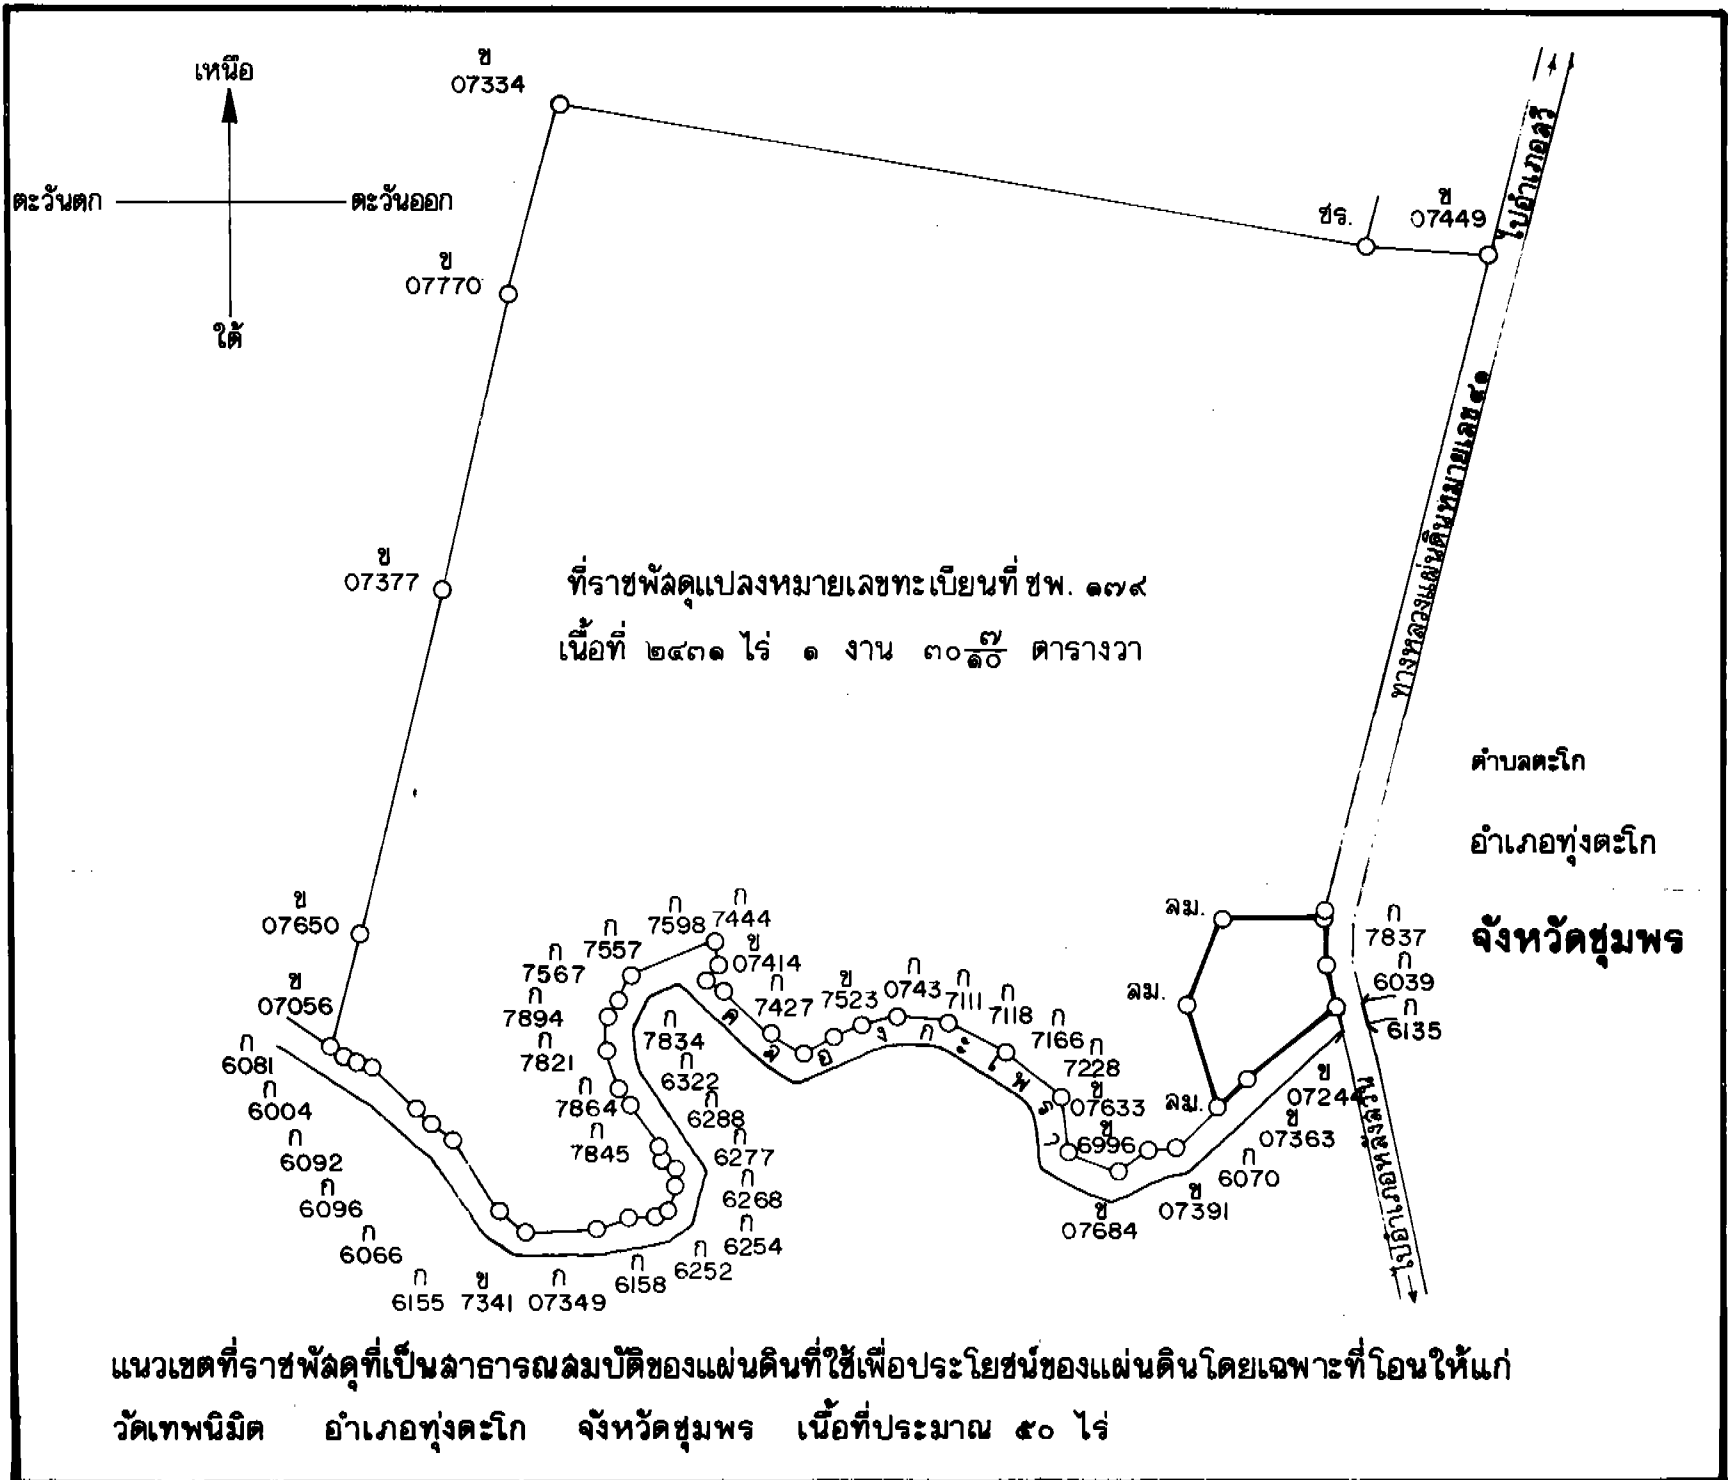 เหนือ
ตะวันตก
ตะวันออก
ใต้
ข
07334
ข
07770
ข
07377
ข
07650
ข
07056
ชร.
ข
07449
ไปอำเภอสวี
ทางหลวงแผ่นดินหมายเลข ๔๑
ที่ราชพัสดุแปลงหมายเลขทะเบียนที่ ชพ. ๑๗๙
เนื้อที่ ๒๔๓๑ ไร่ ๑ งาน ๓๐ ๗/๑๐ ตารางวา
ตำบลตะโก
อำเภอทุ่งตะโก
จังหวัดชุมพร
ก
6081
ก
6004
ก
6092
ก
6096
ก
6066
ก
6155
ข
7341
ก
07349
ก
6158
ก
6252
ก
6254
ก
6268
ก
6277
ก
6288
ก
6322
ก
7834
ก
7845
ก
7864
ก
7821
ก
7894
ก
7567
ก
7557
ก
7598
ก
7444
ข
07414
ก
7427
ข
7523
ก
0743
ก
7111
ก
7118
ก
7166
ก
7228
ข
07633
ข
6996
ข
07684
ข
07391
ก
6070
ข
07363
ข
07244
ลม.
ลม.
ลม.
ก
7837
ก
6039
ก
6135
ไปอำเภอหลังสวน
แนวเขตที่ราชพัสดุที่เป็นสาธารณสมบัติของแผ่นดินที่ใช้เพื่อประโยชน์ของแผ่นดินโดยเฉพาะที่โอนให้แก่
วัดเทพนิมิต อำเภอทุ่งตะโก จังหวัดชุมพร เนื้อที่ประมาณ ๕๐ ไร่